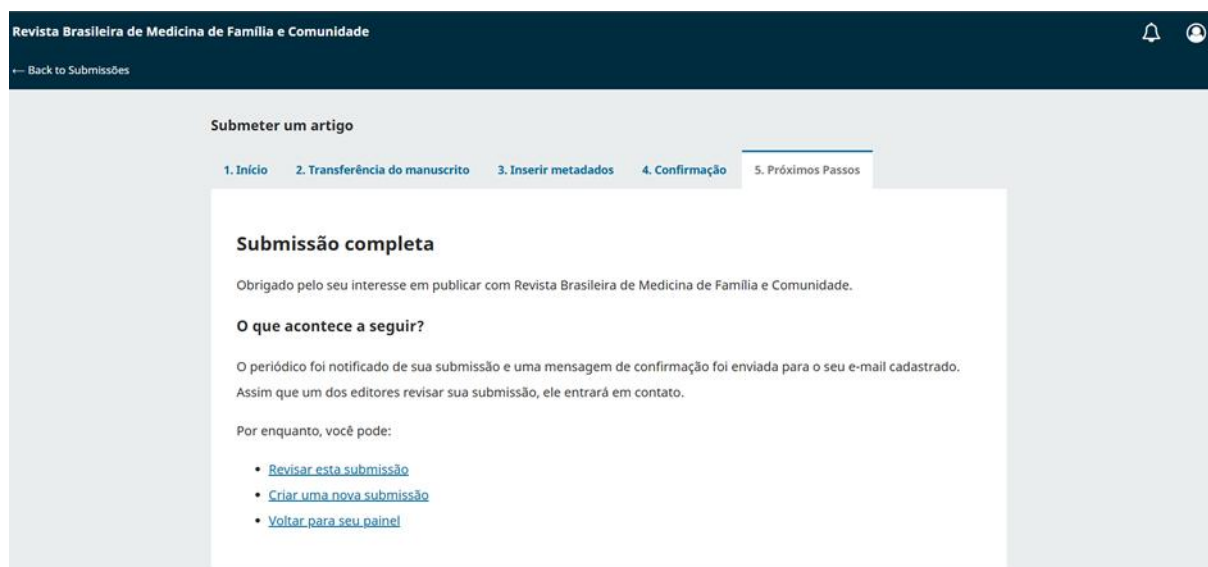 Revista Brasileira de Medicina de Família e Comunidade
← Back to Submissões
Submeter um artigo
1. Início 2. Transferência do manuscrito 3. Inserir metadados 4. Confirmação 5. Próximos Passos
Submissão completa
Obrigado pelo seu interesse em publicar com Revista Brasileira de Medicina de Família e Comunidade.
O que acontece a seguir?
O periódico foi notificado de sua submissão e uma mensagem de confirmação foi enviada para o seu e-mail cadastrado.
Assim que um dos editores revisar sua submissão, ele entrará em contato.
Por enquanto, você pode:
• Revisar esta submissão
• Criar uma nova submissão
• Voltar para seu painel